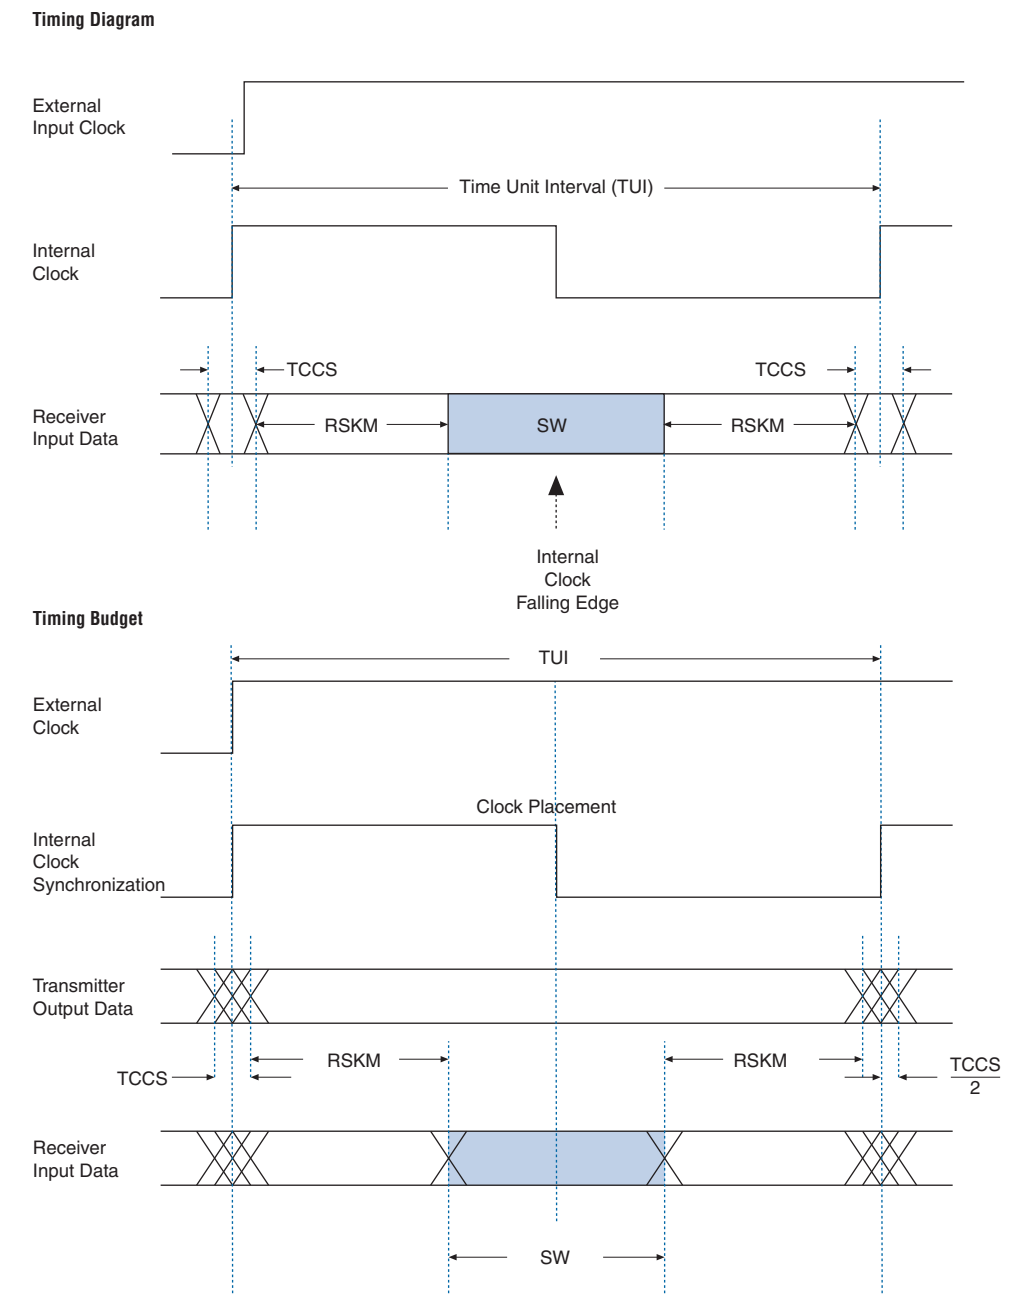 Timing Diagram
External
Input Clock
Time Unit Interval (TUI)
Internal
Clock
TCCS
TCCS
Receiver
Input Data
RSKM
SW
RSKM
Internal
Clock
Falling Edge
Timing Budget
TUI
External
Clock
Clock Placement
Internal
Clock
Synchronization
Transmitter
Output Data
RSKM
RSKM
TCCS
TCCS
2
Receiver
Input Data
SW